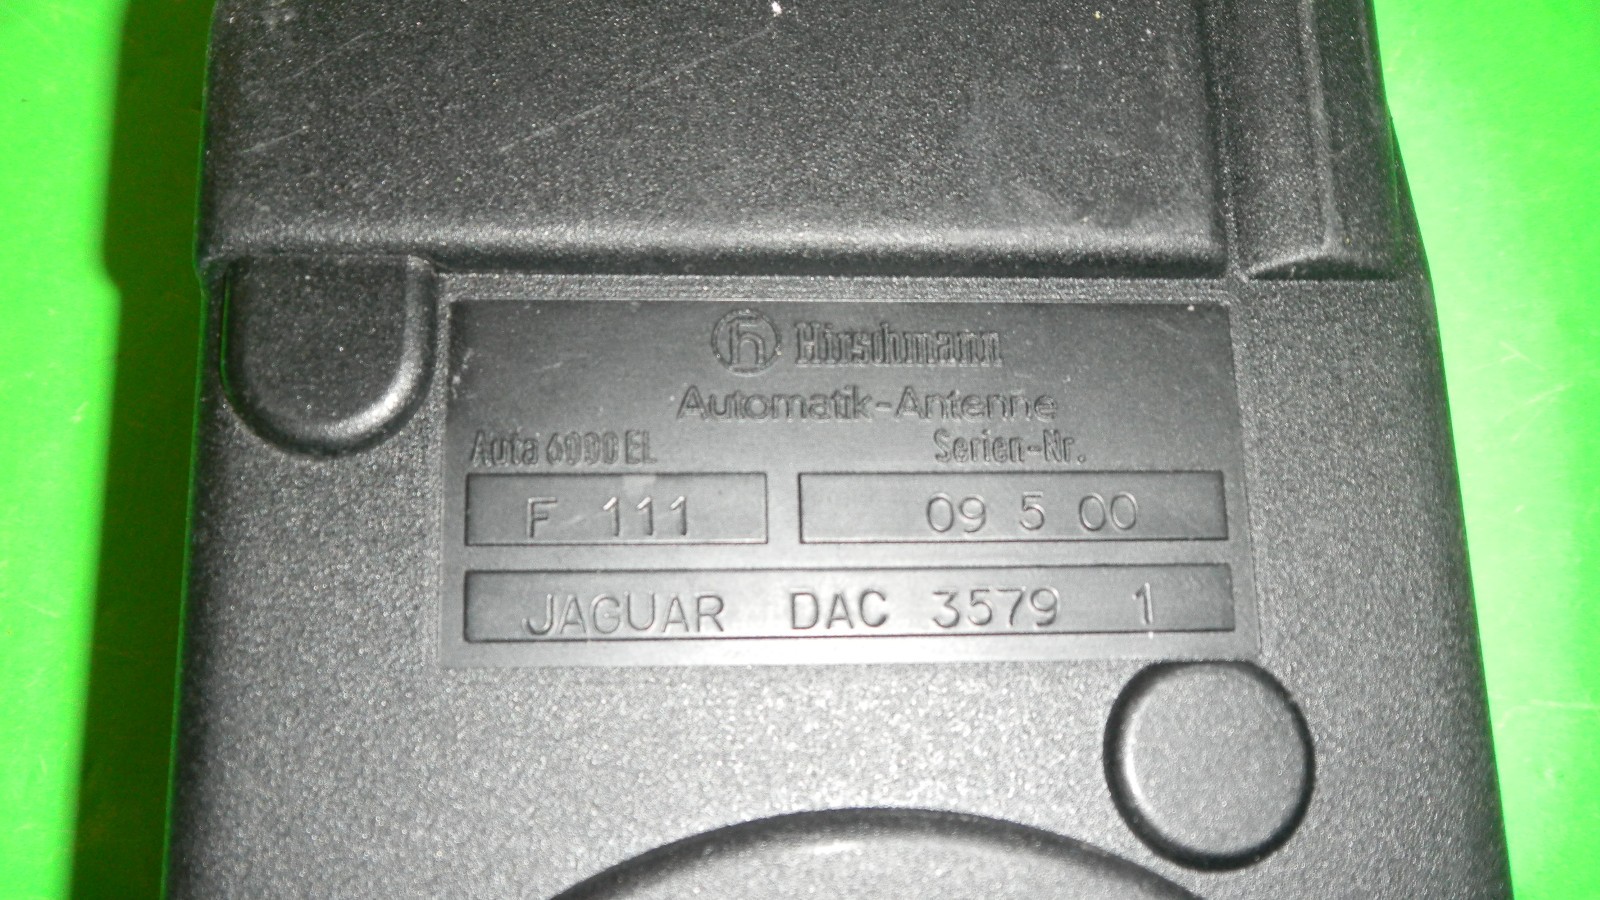 h Hirschmann
Automatik-Antenne
Auta 6000 EL Serien-Nr.
F 111 09 5 00
JAGUAR DAC 3579 1